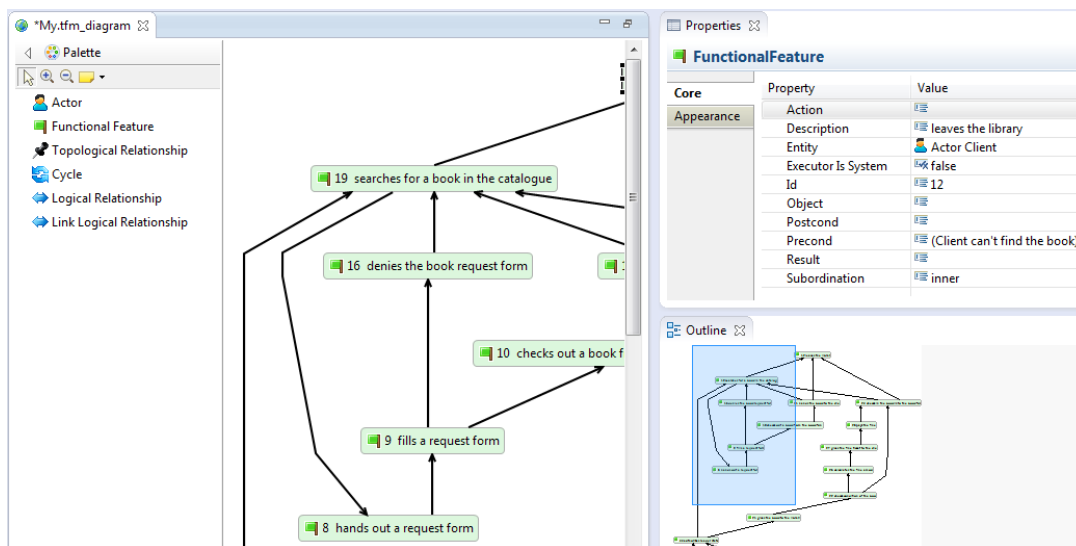 *My.tfm_diagram
Palette
Actor
Functional Feature
Topological Relationship
Cycle
Logical Relationship
Link Logical Relationship
19 searches for a book in the catalogue
16 denies the book request form
1
10 checks out a book f
9 fills a request form
8 hands out a request form
Properties
FunctionalFeature
Core
Appearance
Property Value
Action
Description leaves the library
Entity Actor Client
Executor Is System false
Id 12
Object
Postcond
Precond (Client can't find the book)
Result
Subordination inner
Outline